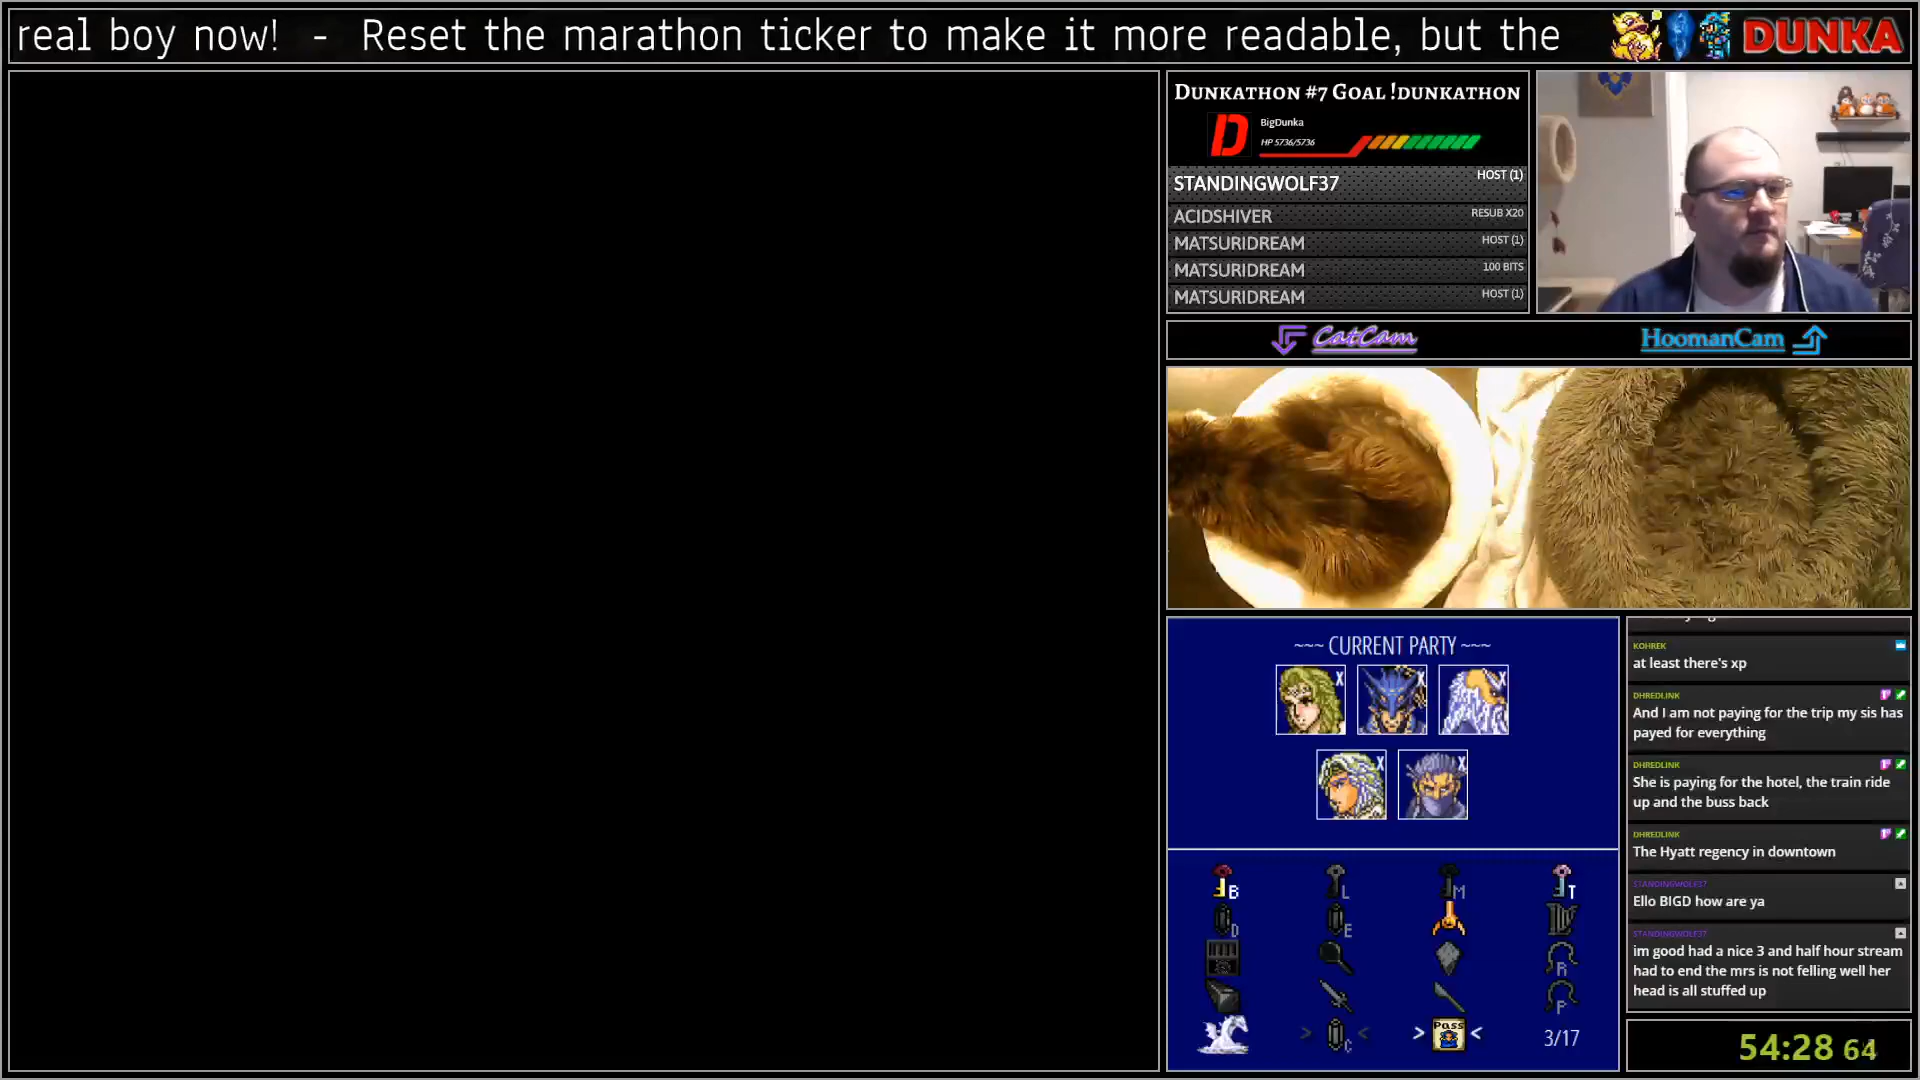 real boy now! - Reset the marathon ticker to make it more readable, but the
DUNKA
DUNKATHON #7 GOAL !DUNKATHON
D
BigDunka
HP 5736/5736
STANDINGWOLF37 HOST (1)
ACIDSHIVER RESUB X20
MATSURIDREAM HOST (1)
MATSURIDREAM 100 BITS
MATSURIDREAM HOST (1)
CatCam
HoomanCam
~~~ CURRENT PARTY ~~~
X X X
X X
B L M T
D E
R
P
> C < > Pass < 3/17
KOHREK
at least there's xp
DHREDLINK
And I am not paying for the trip my sis has
payed for everything
DHREDLINK
She is paying for the hotel, the train ride
up and the buss back
DHREDLINK
The Hyatt regency in downtown
STANDINGWOLF37
Ello BIGD how are ya
STANDINGWOLF37
im good had a nice 3 and half hour stream
had to end the mrs is not felling well her
head is all stuffed up
54:28 64